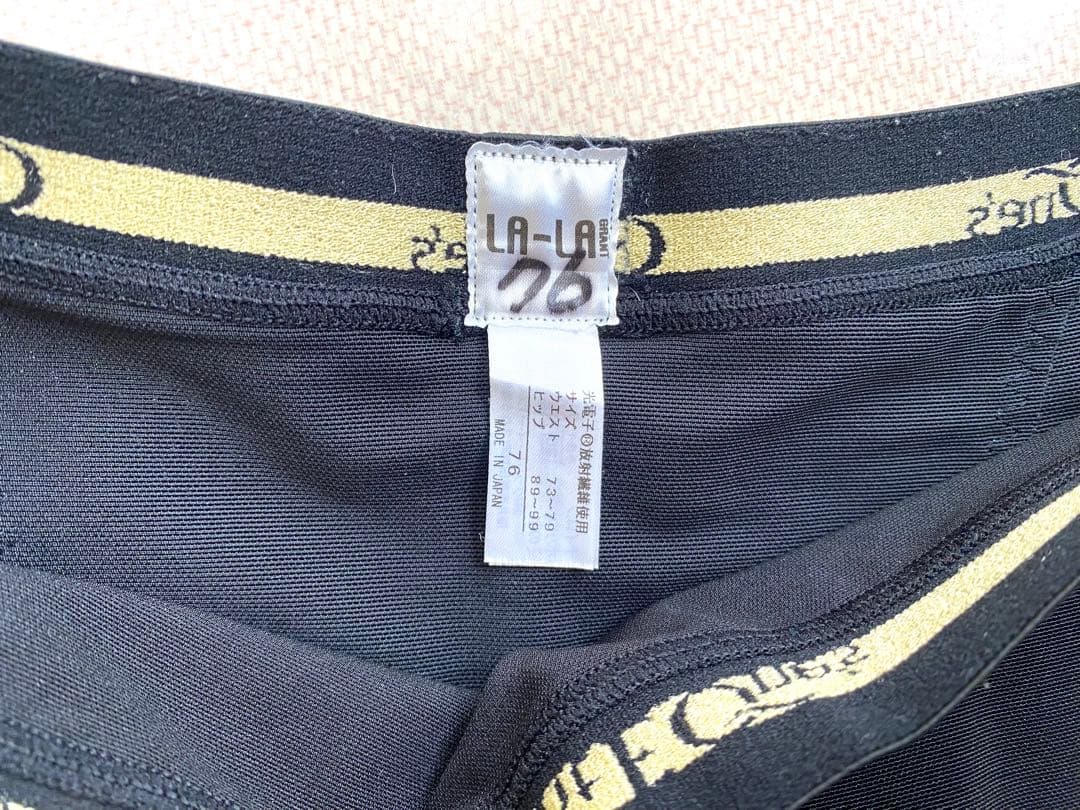 LA-LA
GRANT
76
光電子®放射繊維使用
サイズ
ウエスト 73～79
ヒップ 89～99
76
MADE IN JAPAN